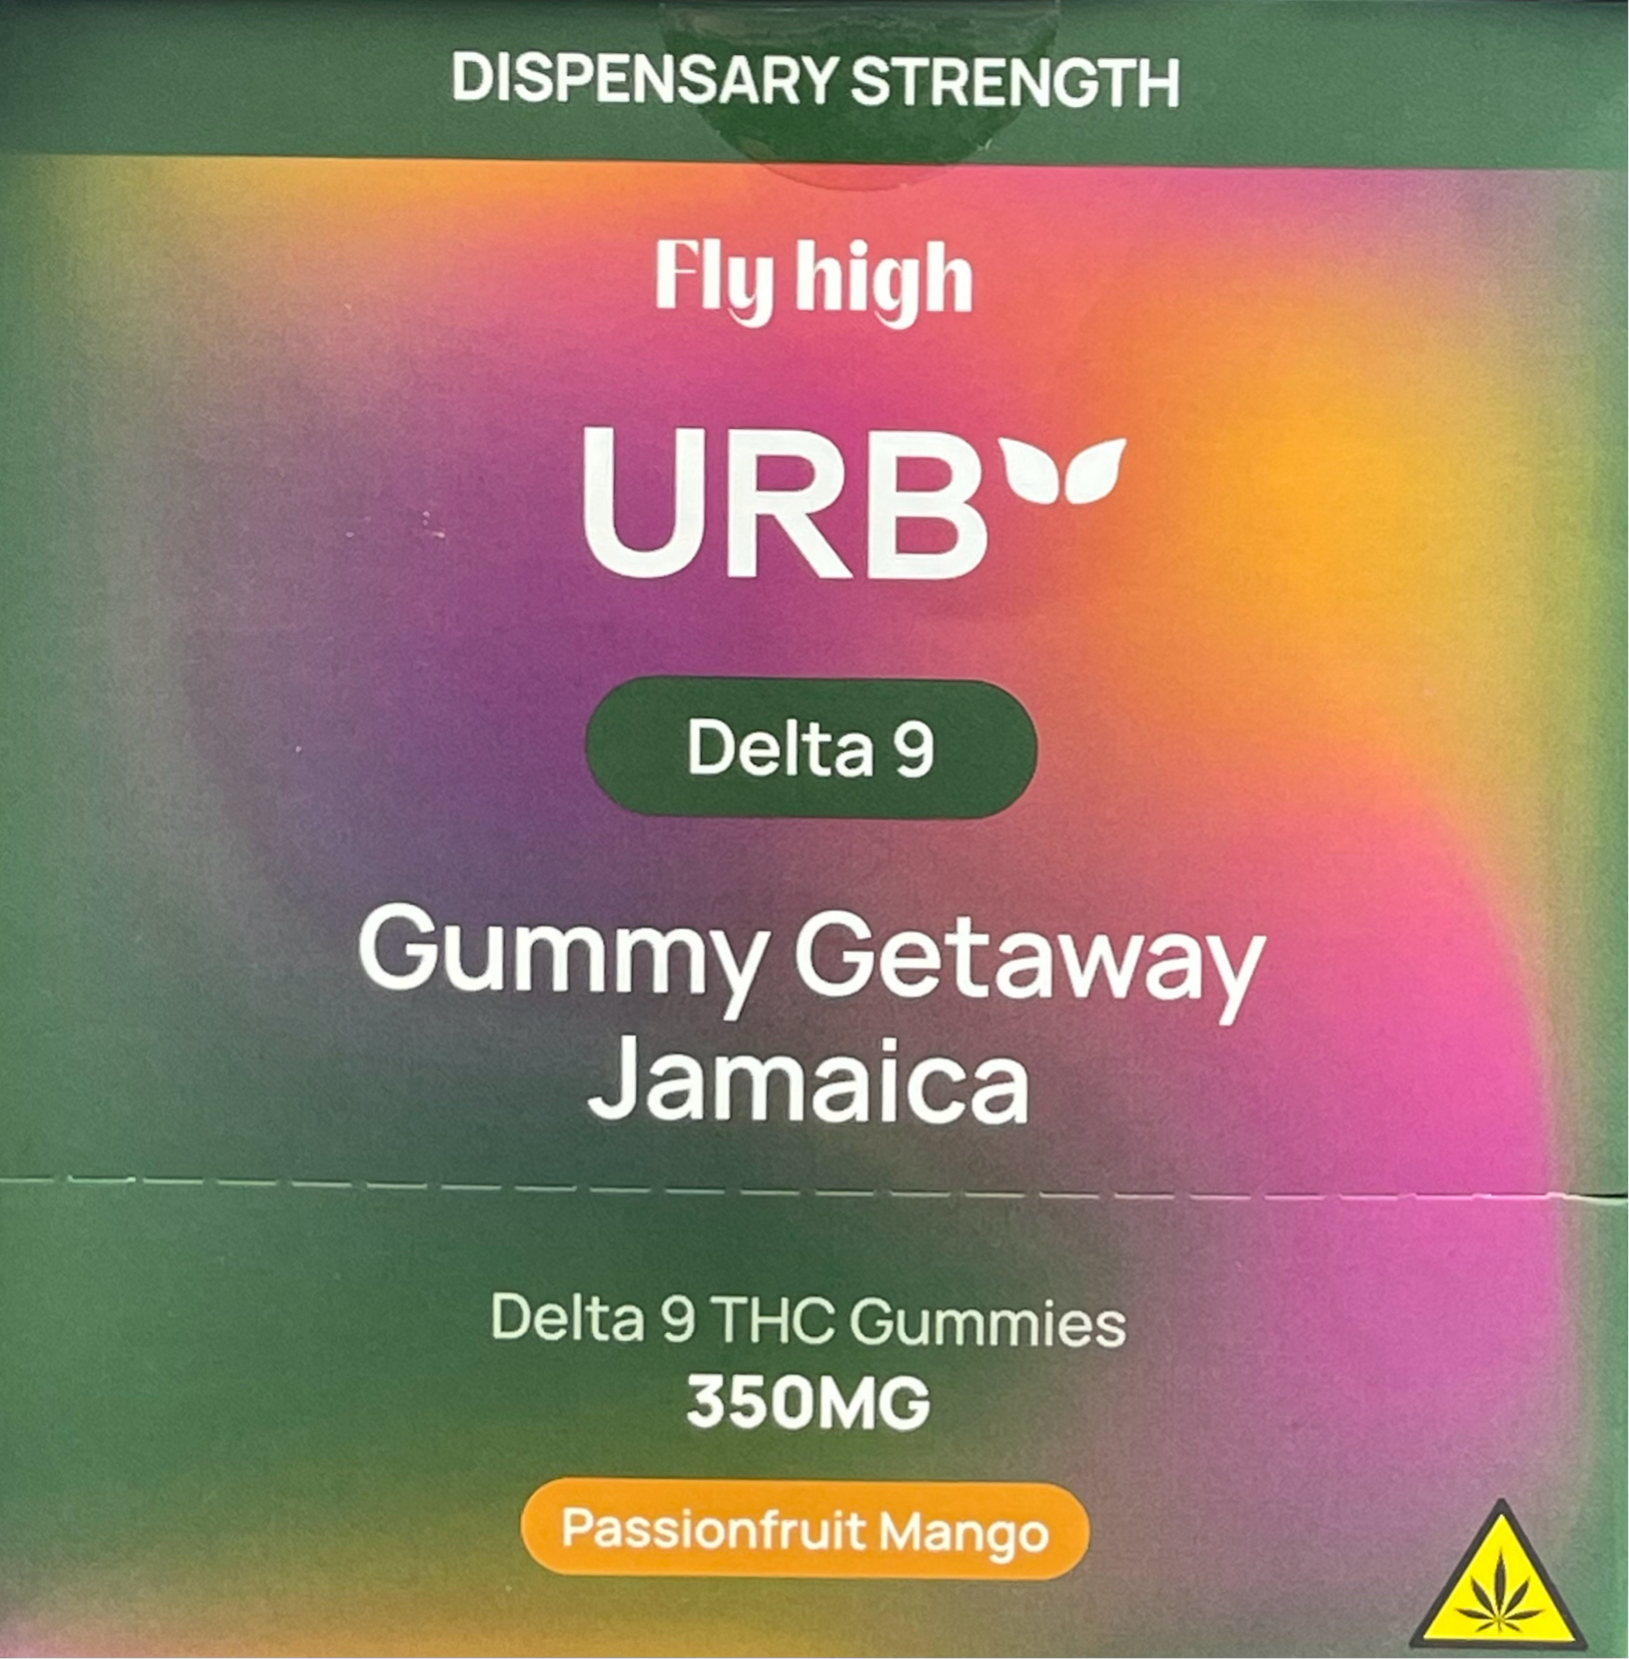 DISPENSARY STRENGTH
Fly high
URB
Delta 9
Gummy Getaway
Jamaica
Delta 9 THC Gummies
350MG
Passionfruit Mango